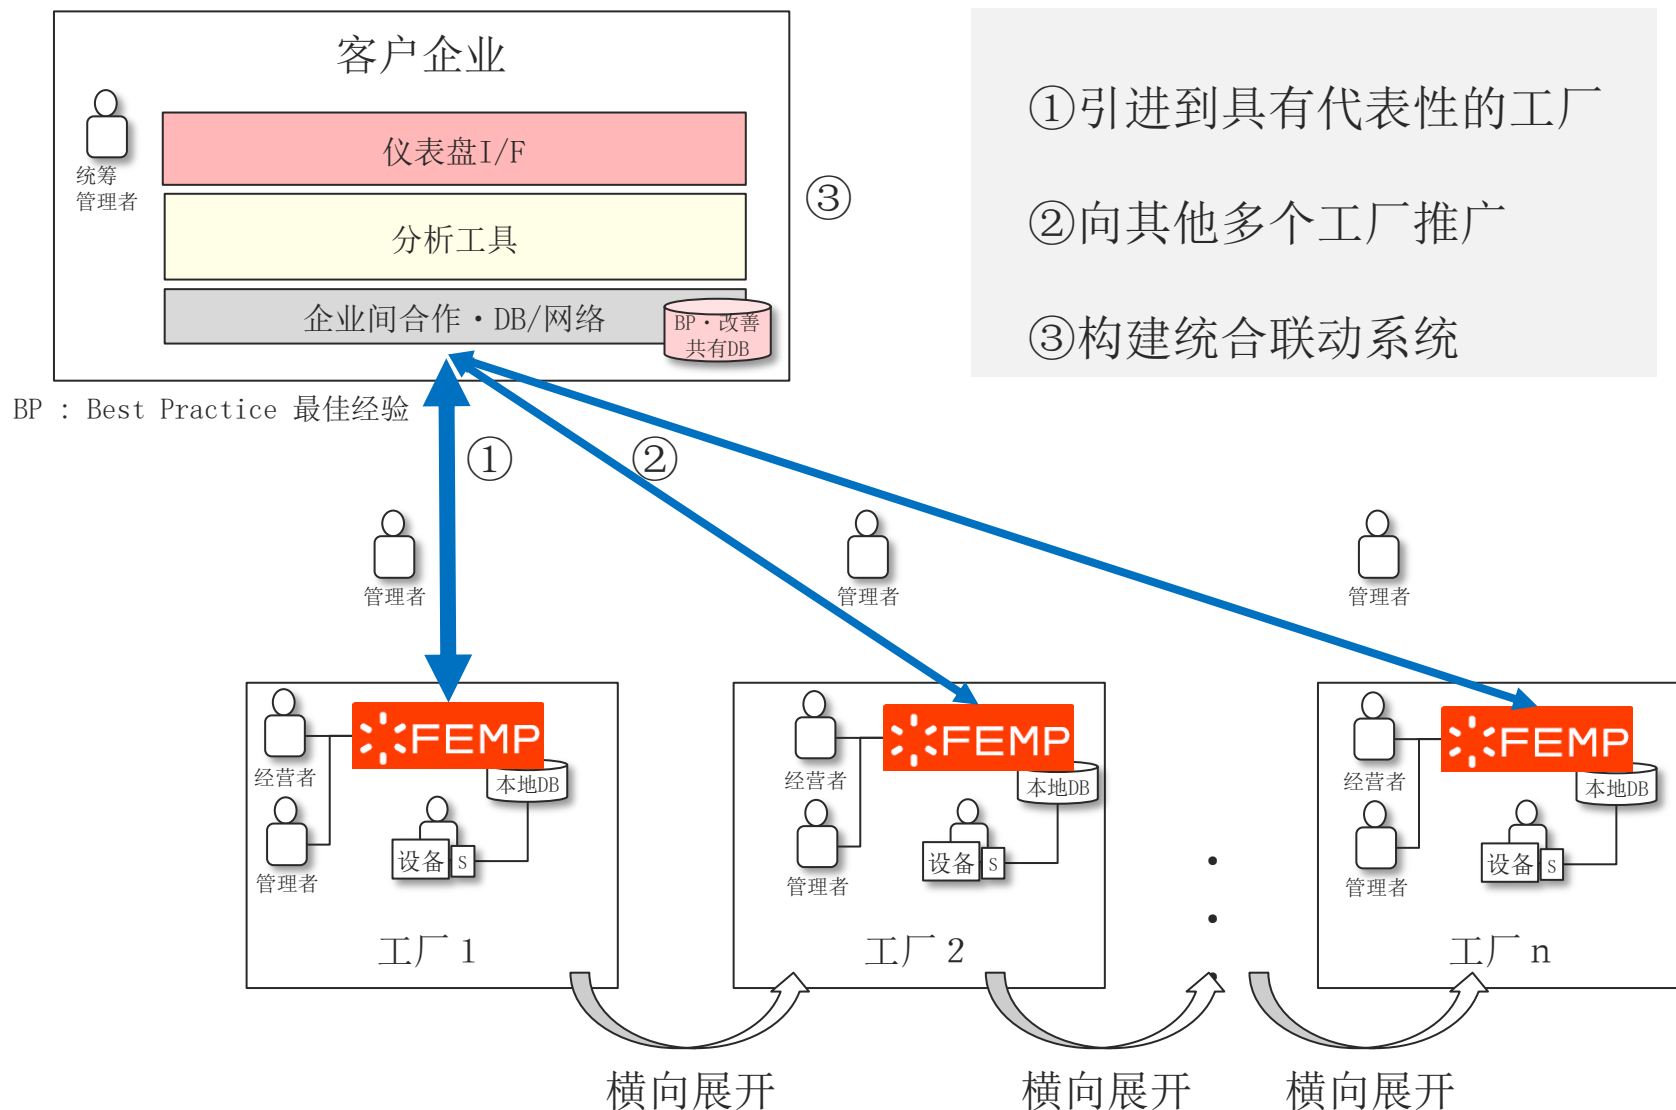 客户企业
统筹
管理者
仪表盘I/F
分析工具
企业间合作・DB/网络
BP・改善
共有DB
③
①引进到具有代表性的工厂
②向其他多个工厂推广
③构建统合联动系统
BP : Best Practice 最佳经验
①
②
管理者
管理者
管理者
FEMP
经营者
本地DB
设备
S
管理者
工厂 1
FEMP
经营者
本地DB
设备
S
管理者
工厂 2
FEMP
经营者
本地DB
设备
S
管理者
工厂 n
横向展开
横向展开
横向展开